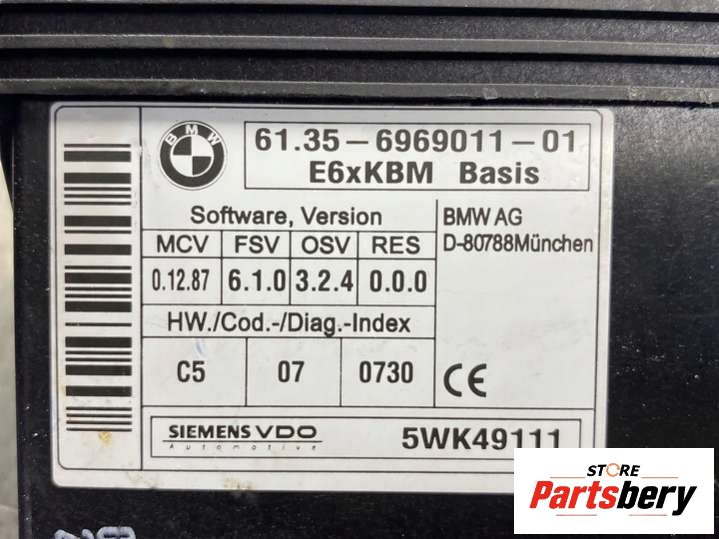 BMW
61.35-6969011-01
E6xKBM Basis
Software, Version
BMW AG
D-80788München
MCV FSV OSV RES
0.12.87 6.1.0 3.2.4 0.0.0
HW./Cod.-/Diag.-Index
C5 07 0730
CE
SIEMENS VDO
Automotive
5WK49111
STORE
Partsbery